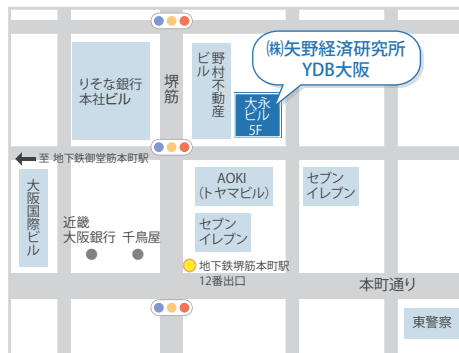 ㈱矢野経済研究所
YDB大阪
りそな銀行
本社ビル
堺筋
野村不動産
ビル
大永
ビル
5F
至 地下鉄御堂筋本町駅
大阪国際ビル
AOKI
(トヤマビル)
セブン
イレブン
セブン
イレブン
近畿
大阪銀行
千鳥屋
地下鉄堺筋本町駅
12番出口
本町通り
東警察